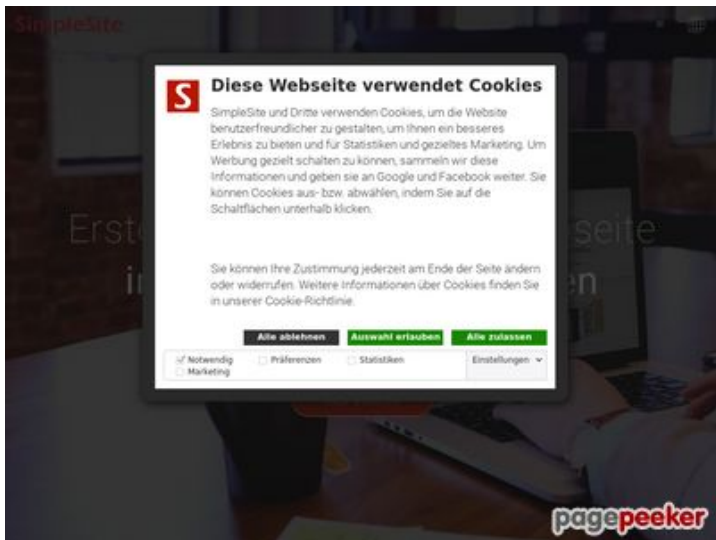 SimpleSite
S
Diese Webseite verwendet Cookies
SimpleSite und Dritte verwenden Cookies, um die Website
benutzerfreundlicher zu gestalten, um Ihnen ein besseres
Erlebnis zu bieten und für Statistiken und gezieltes Marketing. Um
Werbung gezielt schalten zu können, sammeln wir diese
Informationen und geben sie an Google und Facebook weiter. Sie
können Cookies aus- bzw. abwählen, indem Sie auf die
Schaltflächen unterhalb klicken.
Erst seite
i n
Sie können Ihre Zustimmung jederzeit am Ende der Seite ändern
oder widerrufen. Weitere Informationen über Cookies finden Sie
in unserer Cookie-Richtlinie.
Alle ablehnen Auswahl erlauben Alle zulassen
Notwendig Präferenzen Statistiken Einstellungen
Marketing
pagepeeker